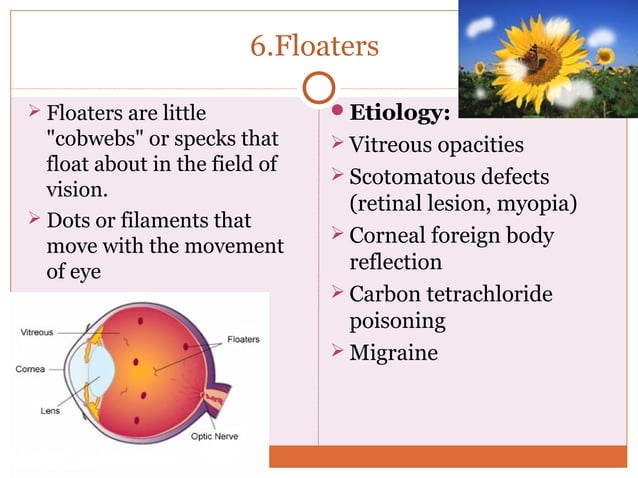 6.Floaters
Floaters are little
"cobwebs" or specks that
float about in the field of
vision.
Dots or filaments that
move with the movement
of eye
Vitreous
Cornea
Lens
Floaters
Optic Nerve
Etiology:
Vitreous opacities
Scotomatous defects
(retinal lesion, myopia)
Corneal foreign body
reflection
Carbon tetrachloride
poisoning
Migraine